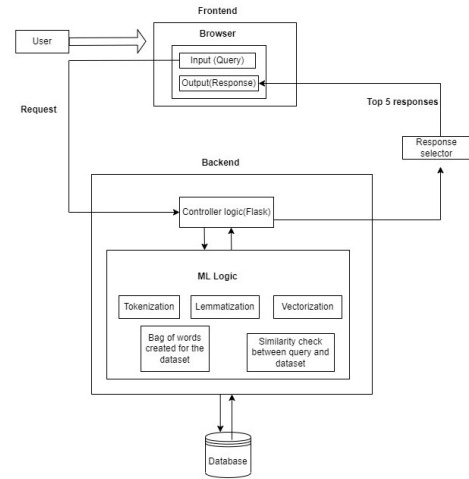 Frontend
User
Browser
Input (Query)
Output(Response)
Top 5 responses
Request
Response
selector
Backend
Controller logic(Flask)
ML Logic
Tokenization
Lemmatization
Vectorization
Bag of words
created for the
dataset
Similarity check
between query and
dataset
Database